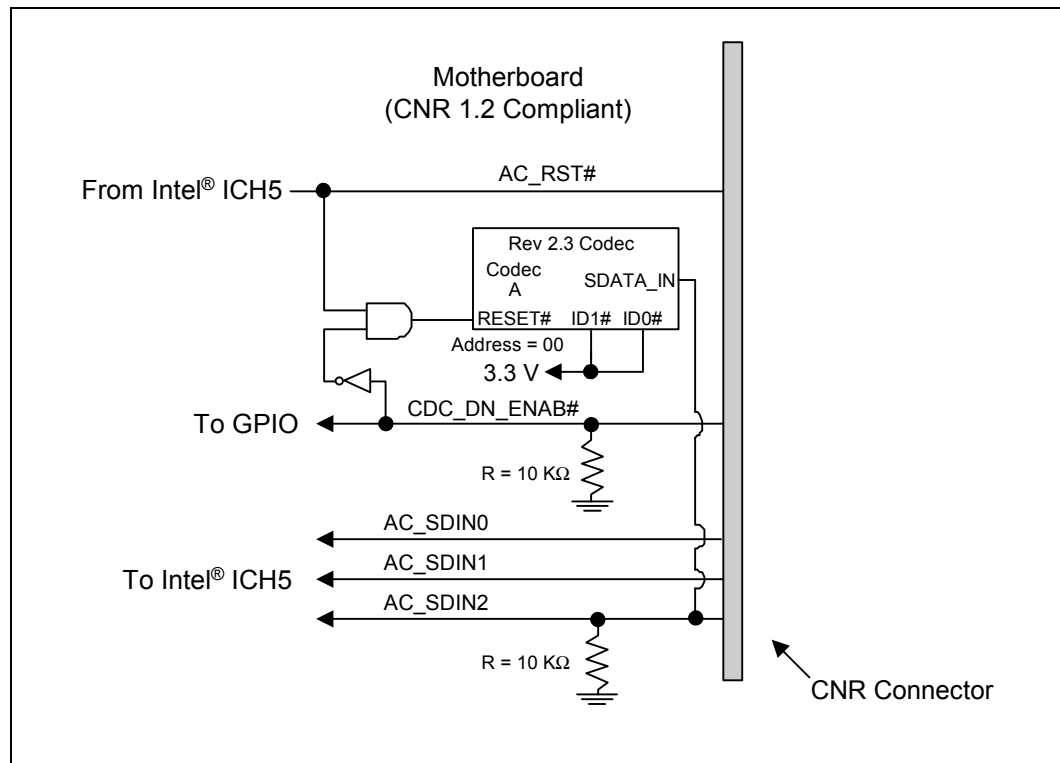 Motherboard
(CNR 1.2 Compliant)
From Intel® ICH5
AC_RST#
Rev 2.3 Codec
Codec
A
SDATA_IN
RESET# ID1# ID0#
Address = 00
3.3 V
To GPIO
CDC_DN_ENAB#
R = 10 KΩ
AC_SDIN0
To Intel® ICH5
AC_SDIN1
AC_SDIN2
R = 10 KΩ
CNR Connector